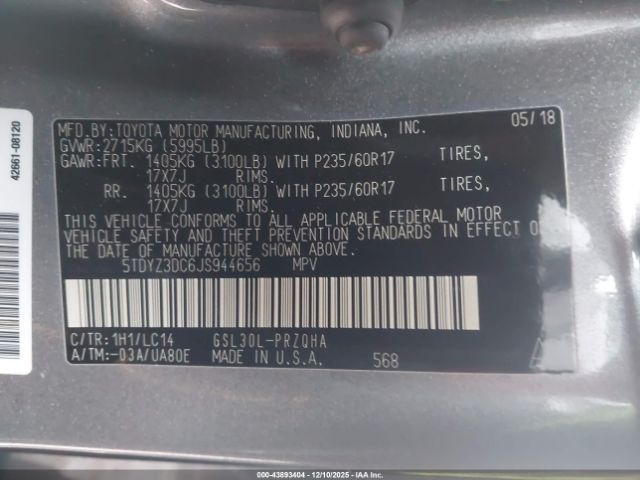 MFD.BY:TOYOTA MOTOR MANUFACTURING, INDIANA, INC. 05/18
GVWR:2715KG (5995LB)
GAWR:FRT. 1405KG (3100LB) WITH P235/60R17 TIRES,
17X7J RIMS.
RR. 1405KG (3100LB) WITH P235/60R17 TIRES,
17X7J RIMS.
THIS VEHICLE CONFORMS TO ALL APPLICABLE FEDERAL MOTOR
VEHICLE SAFETY AND THEFT PREVENTION STANDARDS IN EFFECT ON
THE DATE OF MANUFACTURE SHOWN ABOVE.
5TDYZ3DC6JS944656 MPV
C/TR:1H1/LC14 GSL30L-PRZQHA
A/TM:-03A/UA80E MADE IN U.S.A. 568
42661-08120
12300 - 43893404 - 12/10/2025 - IAA Inc.